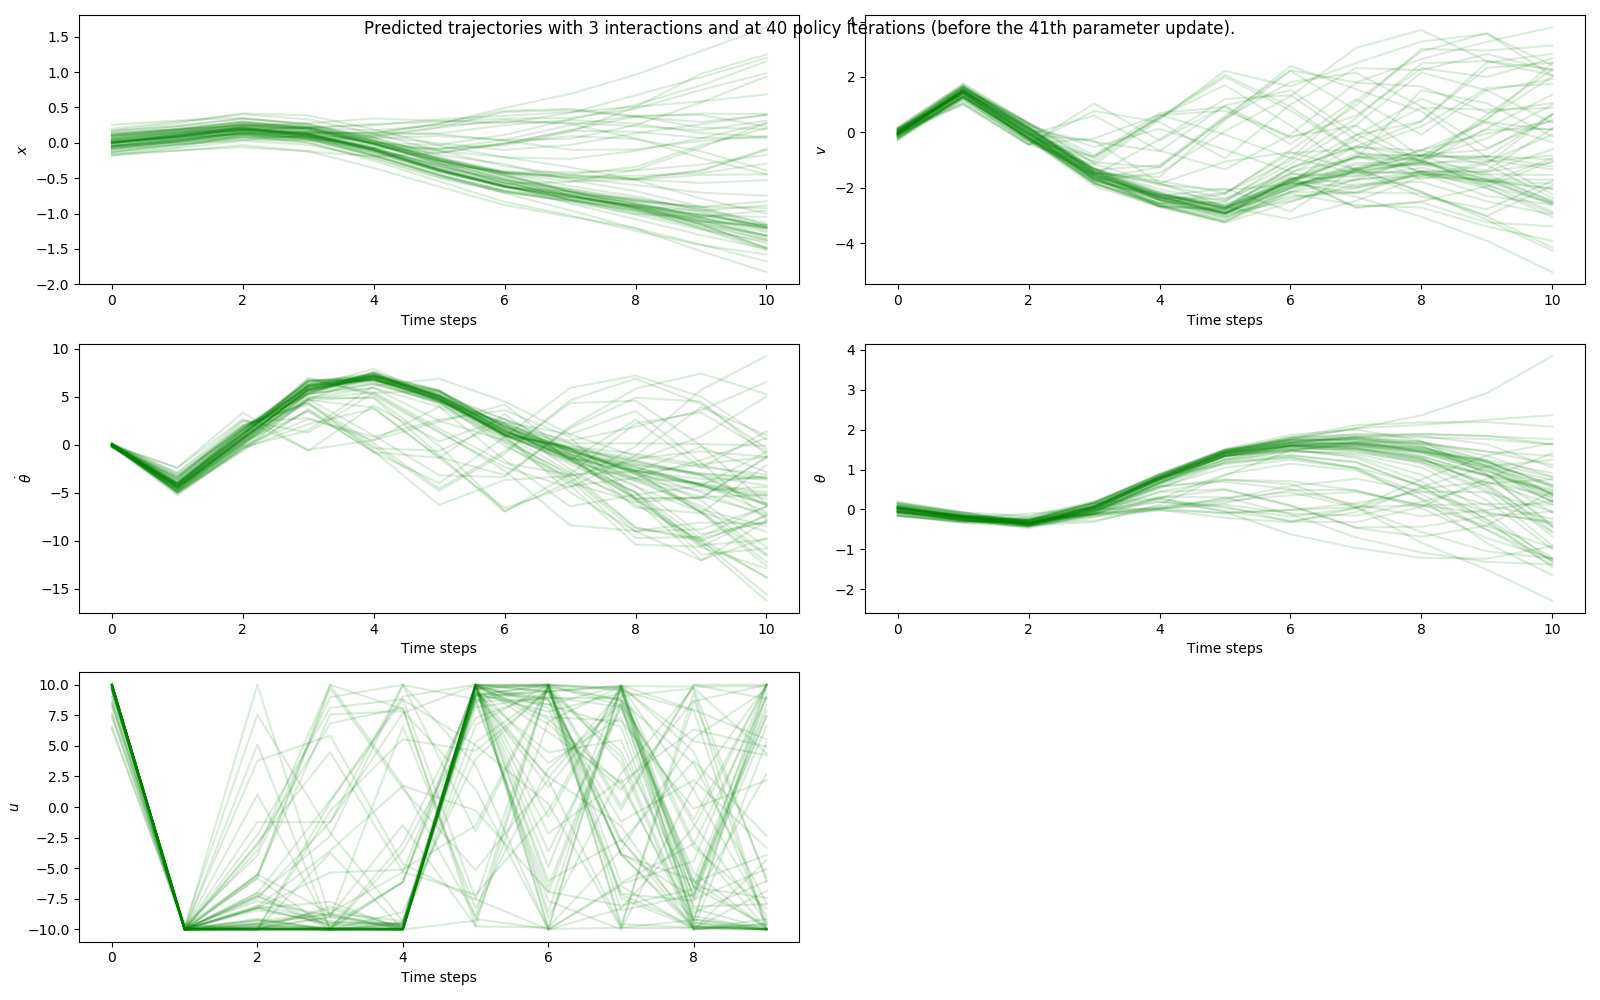 Predicted trajectories with 3 interactions and at 40 policy iterations (before the 41th parameter update).
1.5
1.0
0.5
0.0
−0.5
−1.0
−1.5
−2.0
x
0 2 4 6 8 10
Time steps
4
2
0
−2
−4
v
0 2 4 6 8 10
Time steps
10
5
0
−5
−10
−15
θ̇
0 2 4 6 8 10
Time steps
4
3
2
1
0
−1
−2
θ
0 2 4 6 8 10
Time steps
10.0
7.5
5.0
2.5
0.0
−2.5
−5.0
−7.5
−10.0
u
0 2 4 6 8
Time steps